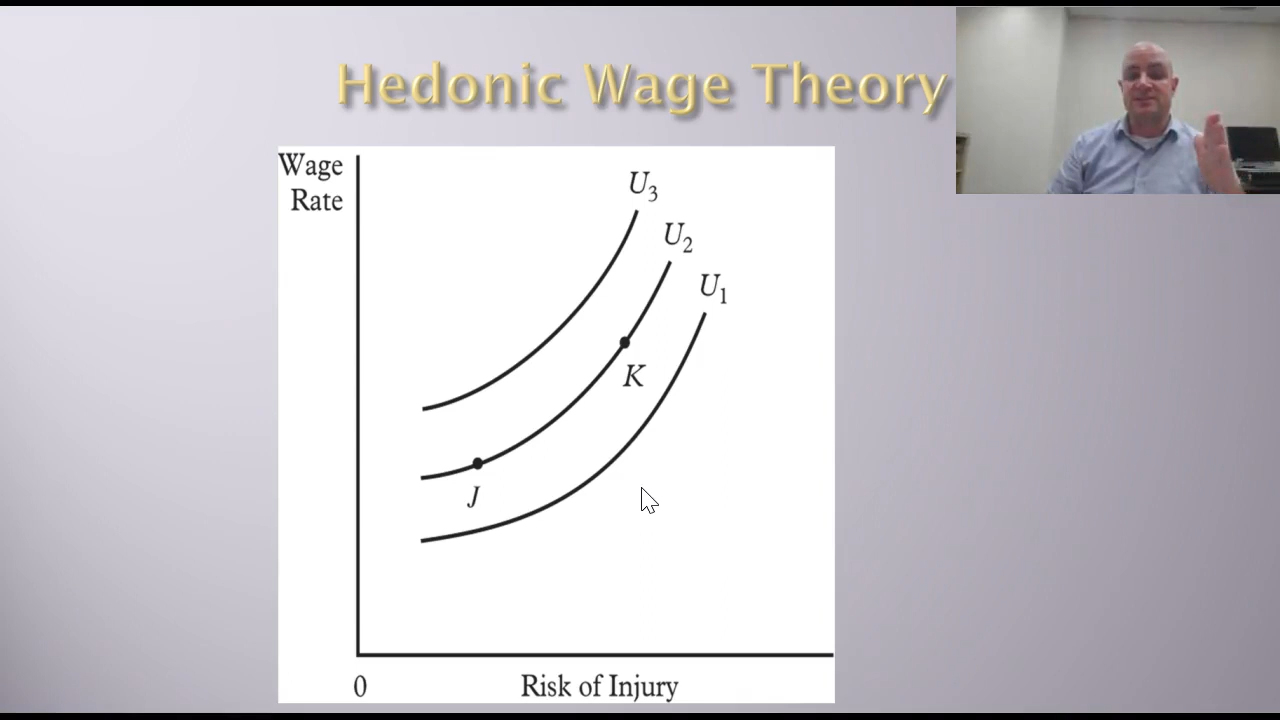 Hedonic Wage Theory
Wage
Rate
U3
U2
U1
K
J
0
Risk of Injury